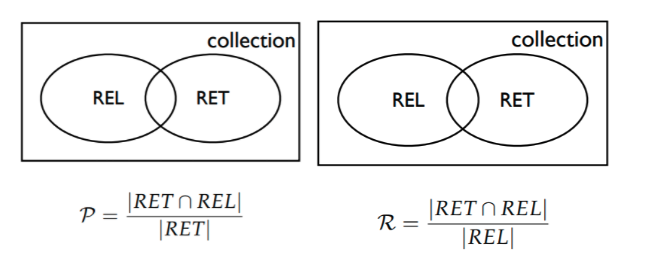 collection
REL RET
𝒫 = |RET ∩ REL| / |RET|
collection
REL RET
ℛ = |RET ∩ REL| / |REL|